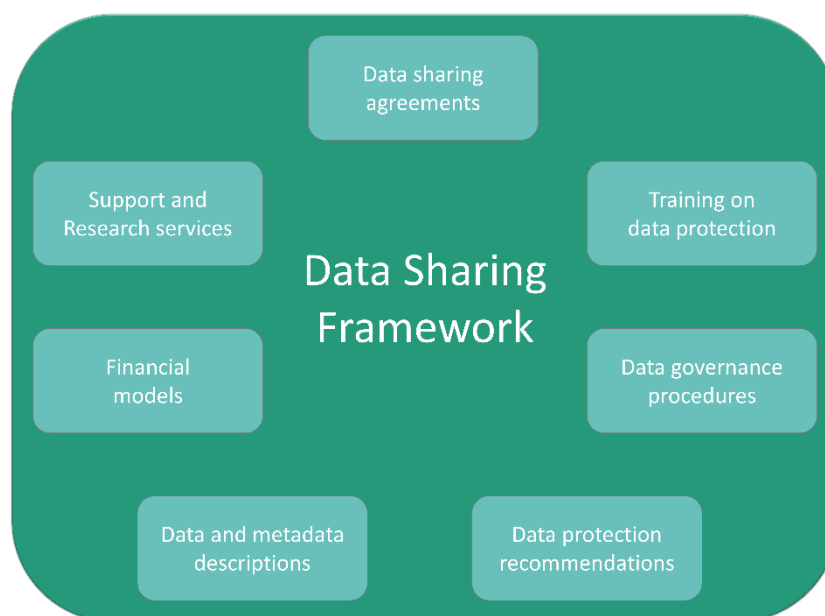 Data sharing
agreements
Support and
Research services
Training on
data protection
Data Sharing
Framework
Financial
models
Data governance
procedures
Data and metadata
descriptions
Data protection
recommendations